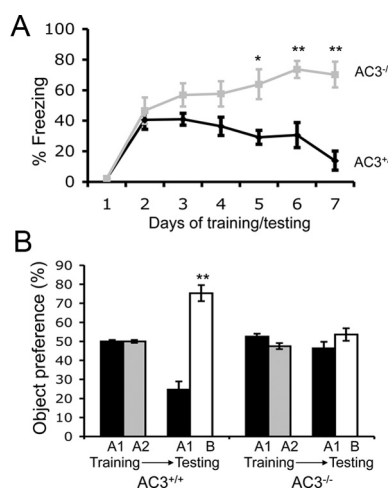 A
100
80
60
40
20
0
% Freezing
* ** **
AC3-/
AC3+/
1 2 3 4 5 6 7
Days of training/testing
B
90
80
70
60
50
40
30
20
10
0
Object preference (%)
**
A1 A2 A1 B A1 A2 A1 B
Training Testing Training Testing
AC3+/+ AC3-/-